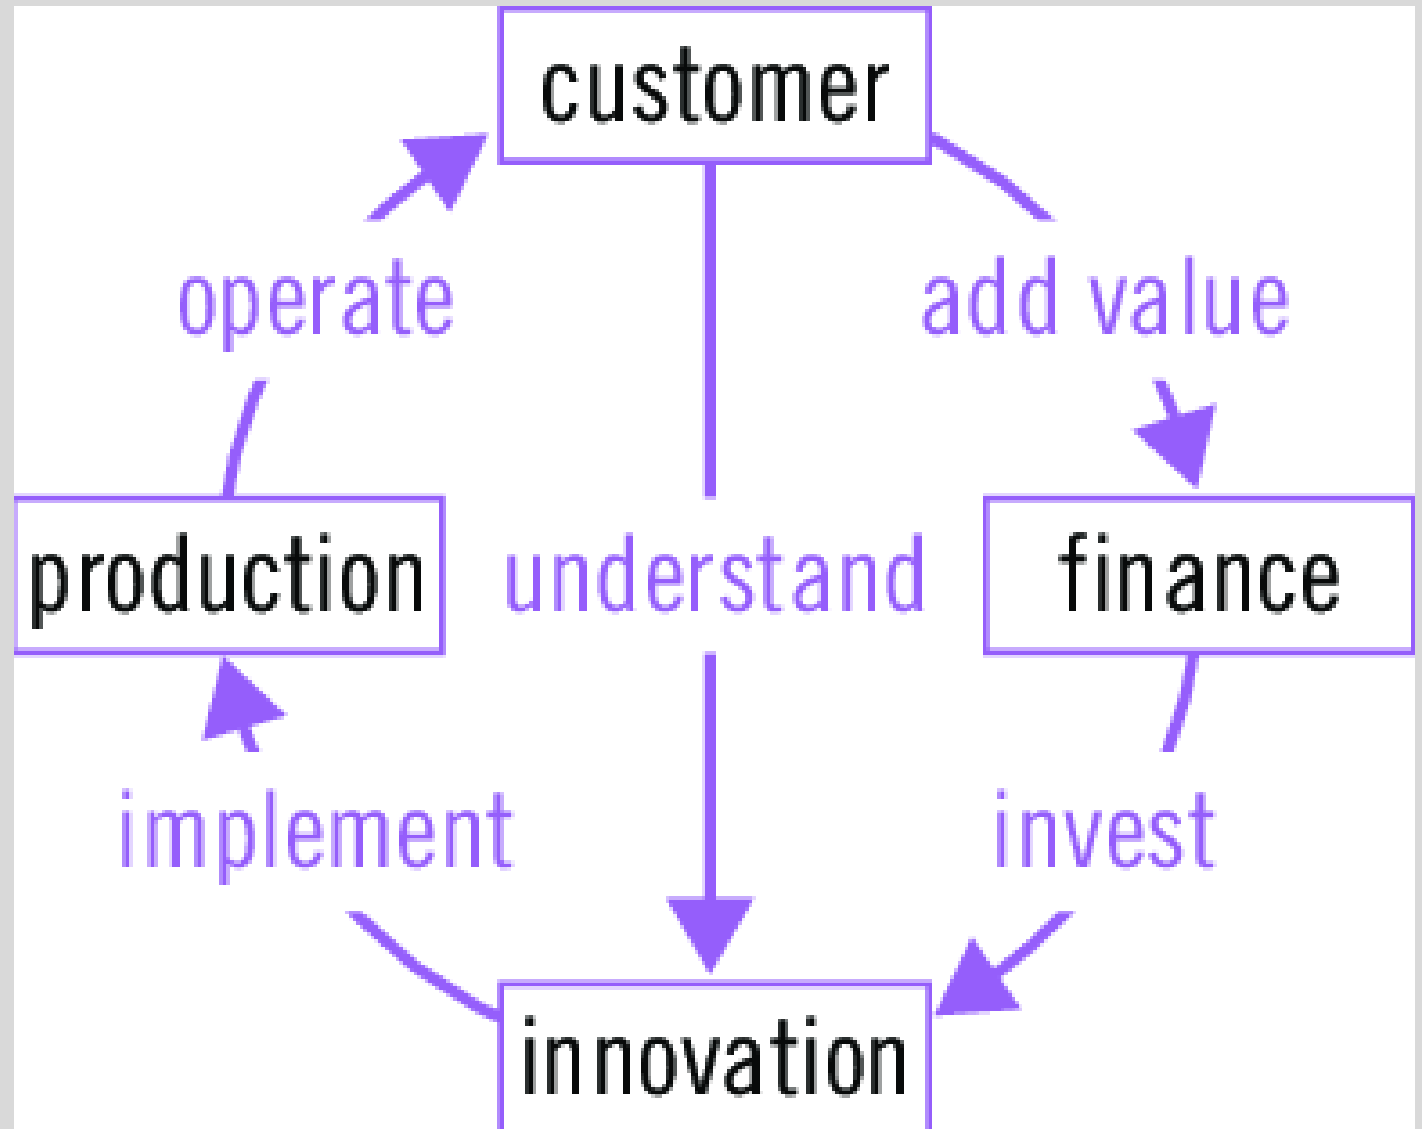 customer
operate
add value
production
understand
finance
implement
invest
innovation